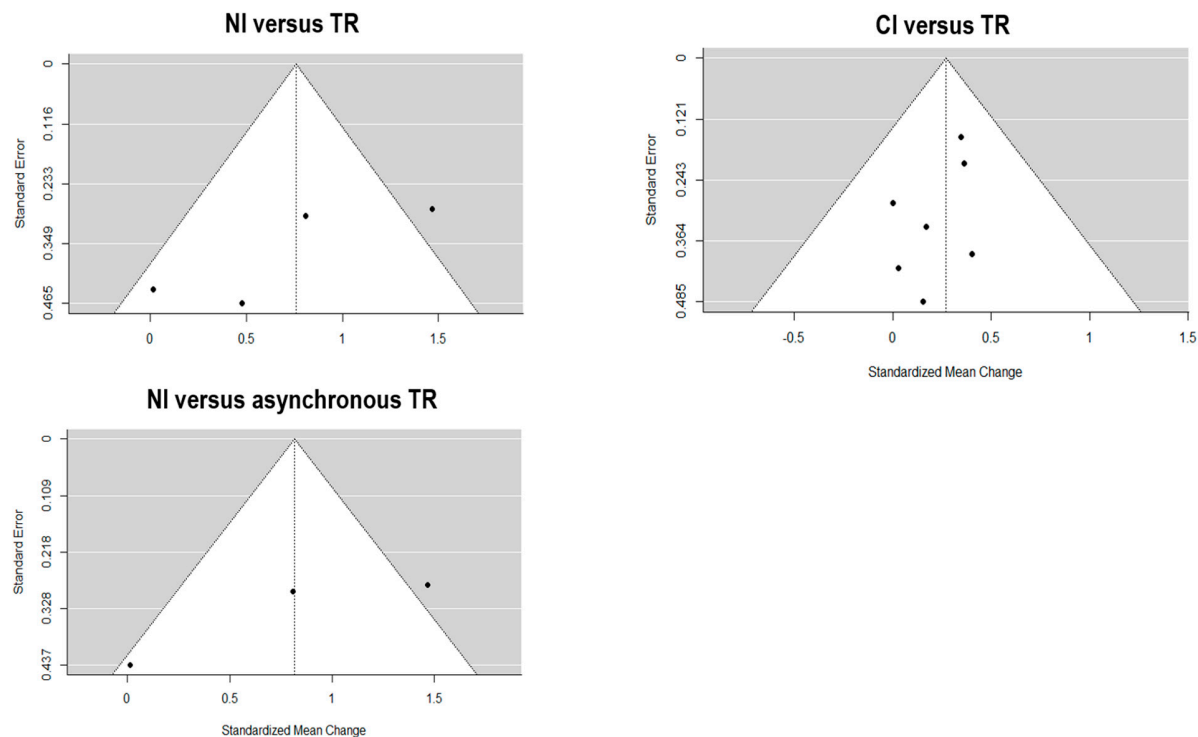 NI versus TR
Standard Error
0
0.116
0.233
0.349
0.465
0 0.5 1 1.5
CI versus TR
Standard Error
0
0.121
0.243
0.364
0.485
-0.5 0 0.5 1 1.5
Standardized Mean Change
NI versus asynchronous TR
Standard Error
0
0.109
0.218
0.328
0.437
0 0.5 1 1.5
Standardized Mean Change